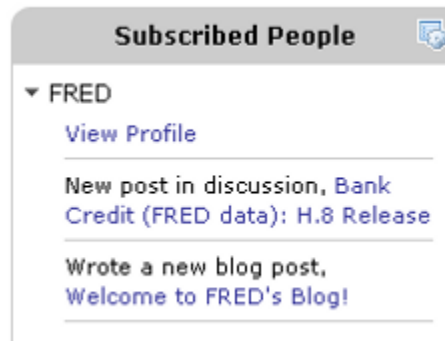 Subscribed People
FRED
View Profile
New post in discussion, Bank
Credit (FRED data): H.8 Release
Wrote a new blog post,
Welcome to FRED's Blog!